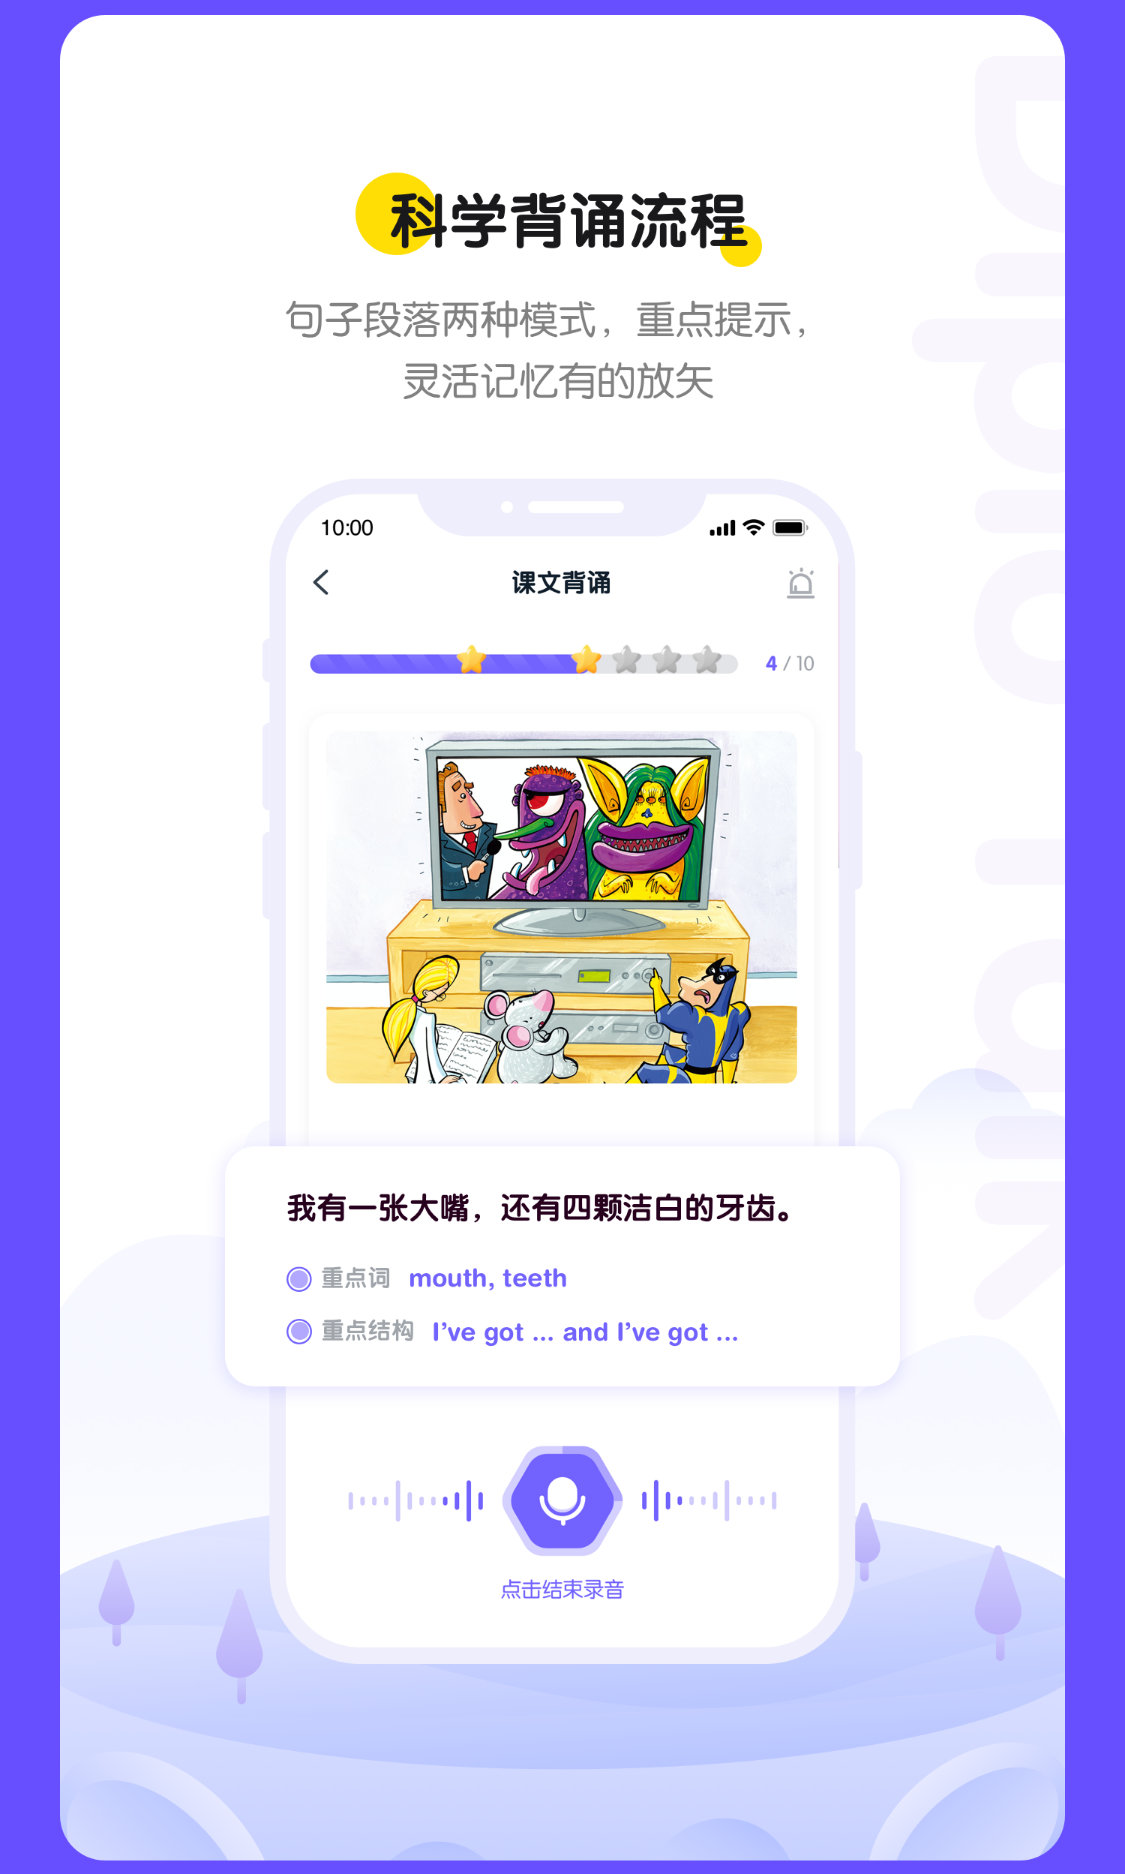 科学背诵流程
句子段落两种模式，重点提示，
灵活记忆有的放矢
10:00
课文背诵
4 / 10
我有一张大嘴，还有四颗洁白的牙齿。
重点词 mouth, teeth
重点结构 I’ve got ... and I’ve got ...
点击结束录音